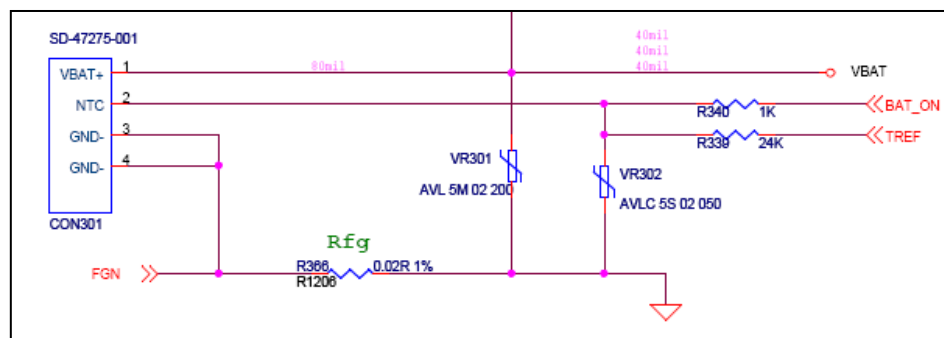 SD-47275-001
VBAT+
1
80mil
40mil
40mil
40mil
VBAT
NTC
2
R340
1K
BAT_ON
GND-
3
R339
24K
TREF
GND-
4
VR301
AVL 5M 02 200
VR302
AVLC 5S 02 050
CON301
Rfg
FGN
R366
0.02R 1%
R1206